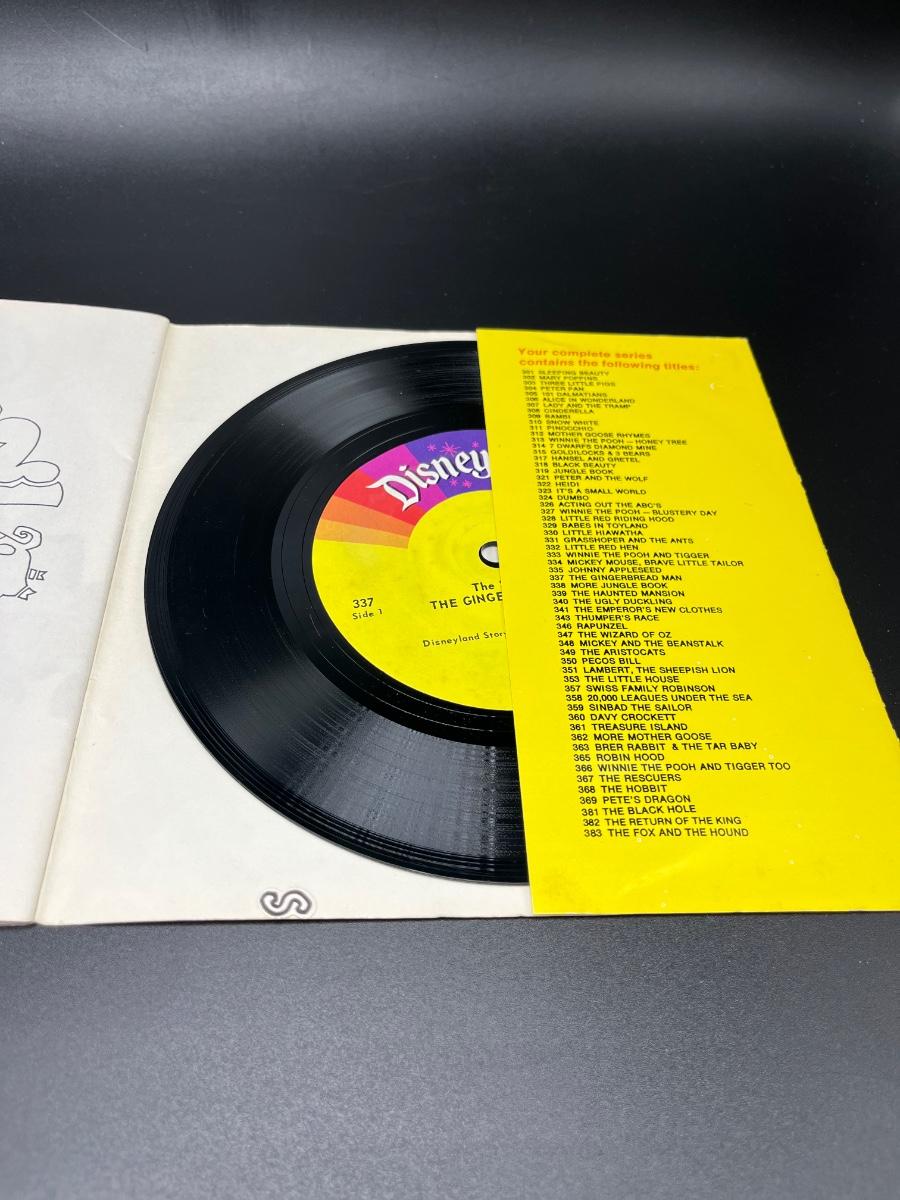 Disney
The
THE GINGE
337
Side 1
Disneyland Story
S
Your complete series
contains the following titles:
301 SLEEPING BEAUTY
302 MARY POPPINS
303 THREE LITTLE PIGS
304 PETER PAN
305 101 DALMATIANS
306 ALICE IN WONDERLAND
307 LADY AND THE TRAMP
308 CINDERELLA
309 BAMBI
310 SNOW WHITE
311 PINOCCHIO
312 MOTHER GOOSE RHYMES
313 WINNIE THE POOH — HONEY TREE
314 7 DWARFS DIAMOND MINE
315 GOLDILOCKS & 3 BEARS
317 HANSEL AND GRETEL
318 BLACK BEAUTY
319 JUNGLE BOOK
321 PETER AND THE WOLF
322 HEIDI
323 IT'S A SMALL WORLD
324 DUMBO
326 ACTING OUT THE ABC'S
327 WINNIE THE POOH — BLUSTERY DAY
328 LITTLE RED RIDING HOOD
329 BABES IN TOYLAND
330 LITTLE HIAWATHA
331 GRASSHOPER AND THE ANTS
332 LITTLE RED HEN
333 WINNIE THE POOH AND TIGGER
334 MICKEY MOUSE, BRAVE LITTLE TAILOR
335 JOHNNY APPLESEED
337 THE GINGERBREAD MAN
338 MORE JUNGLE BOOK
339 THE HAUNTED MANSION
340 THE UGLY DUCKLING
341 THE EMPEROR'S NEW CLOTHES
343 THUMPER'S RACE
346 RAPUNZEL
347 THE WIZARD OF OZ
348 MICKEY AND THE BEANSTALK
349 THE ARISTOCATS
350 PECOS BILL
351 LAMBERT, THE SHEEPISH LION
353 THE LITTLE HOUSE
357 SWISS FAMILY ROBINSON
358 20,000 LEAGUES UNDER THE SEA
359 SINBAD THE SAILOR
360 DAVY CROCKETT
361 TREASURE ISLAND
362 MORE MOTHER GOOSE
363 BRER RABBIT & THE TAR BABY
365 ROBIN HOOD
366 WINNIE THE POOH AND TIGGER TOO
367 THE RESCUERS
368 THE HOBBIT
369 PETE'S DRAGON
381 THE BLACK HOLE
382 THE RETURN OF THE KING
383 THE FOX AND THE HOUND